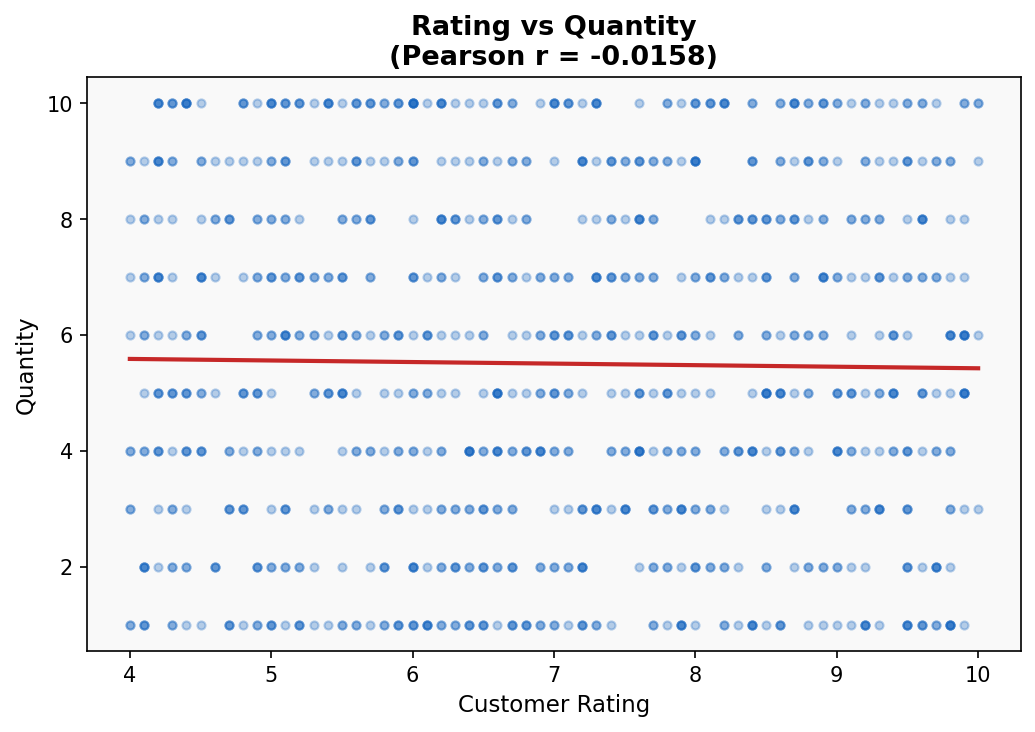 Rating vs Quantity
(Pearson r = -0.0158)
10
8
6
4
2
Quantity
4 5 6 7 8 9 10
Customer Rating